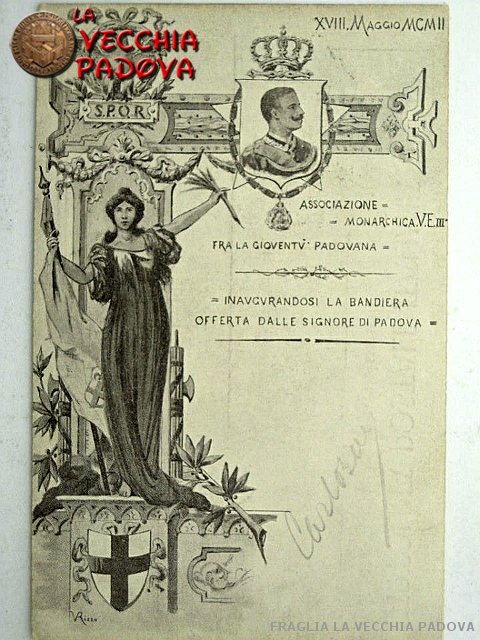 LA
VECCHIA
PADOVA
XVIII. MAGGIO MCMII
S.P.Q.R.
ASSOCIAZIONE =
= MONARCHICA. V. E. III°
FRA LA GIOVENTV' PADOVANA =
= INAVGVRANDOSI LA BANDIERA
OFFERTA DALLE SIGNORE DI PADOVA =
V Rizzo
FRAGLIA LA VECCHIA PADOVA